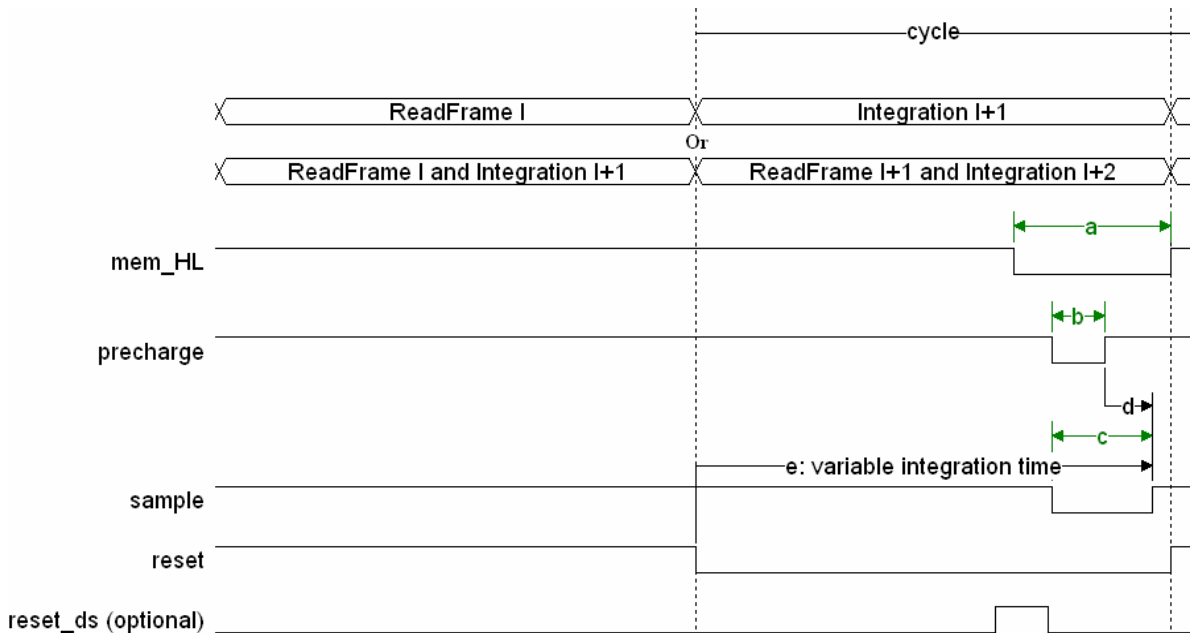 cycle
ReadFrame I
Integration I+1
Or
ReadFrame I and Integration I+1
ReadFrame I+1 and Integration I+2
a
mem_HL
b
precharge
d
c
e: variable integration time
sample
reset
reset_ds (optional)